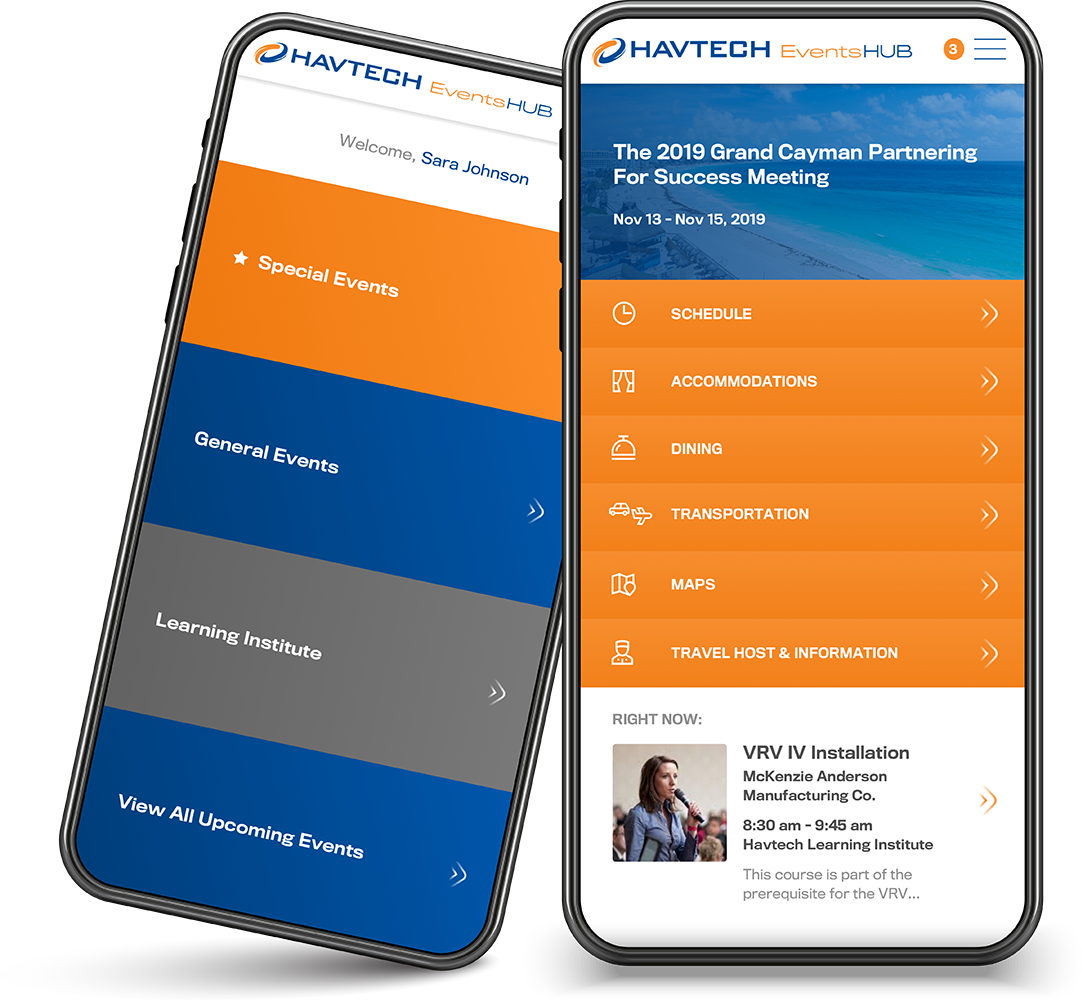 HAVTECH EventsHUB
Welcome, Sara Johnson
Special Events
General Events
Learning Institute
View All Upcoming Events
HAVTECH EventsHUB 3
The 2019 Grand Cayman Partnering
For Success Meeting
Nov 13 - Nov 15, 2019
SCHEDULE
ACCOMMODATIONS
DINING
TRANSPORTATION
MAPS
TRAVEL HOST & INFORMATION
RIGHT NOW:
VRV IV Installation
McKenzie Anderson
Manufacturing Co.
8:30 am - 9:45 am
Havtech Learning Institute
This course is part of the
prerequisite for the VRV...